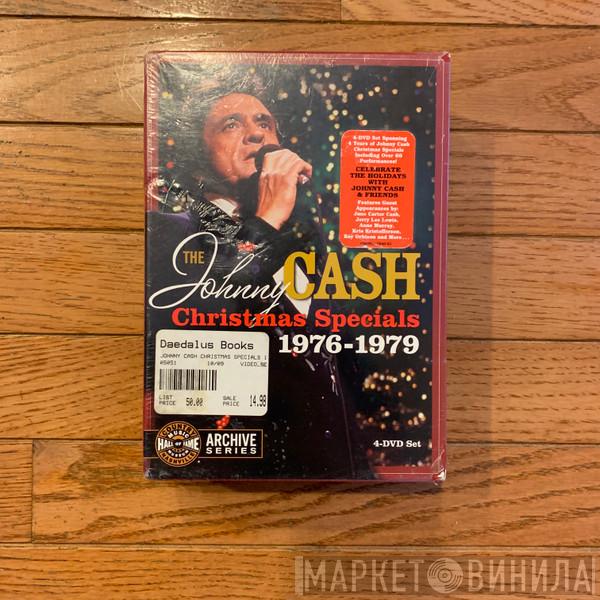 4-DVD Set Spanning
4 Years of Johnny Cash
Christmas Specials
Including Over 60
Performances!
CELEBRATE
THE HOLIDAYS
WITH
JOHNNY CASH
& FRIENDS
Features Guest
Appearances by:
June Carter Cash,
Jerry Lee Lewis,
Anne Murray,
Kris Kristofferson,
Roy Orbison and More...
THE Johnny CASH
Christmas Specials
1976-1979
Daedalus Books
JOHNNY CASH CHRISTMAS SPECIALS 1
45051 10/09 VIDEO
LIST PRICE 50.00 SALE PRICE 14.98
COUNTRY MUSIC
HALL OF FAME
NASHVILLE
ARCHIVE
SERIES
4-DVD Set
МАРКЕТ ВИНИЛА